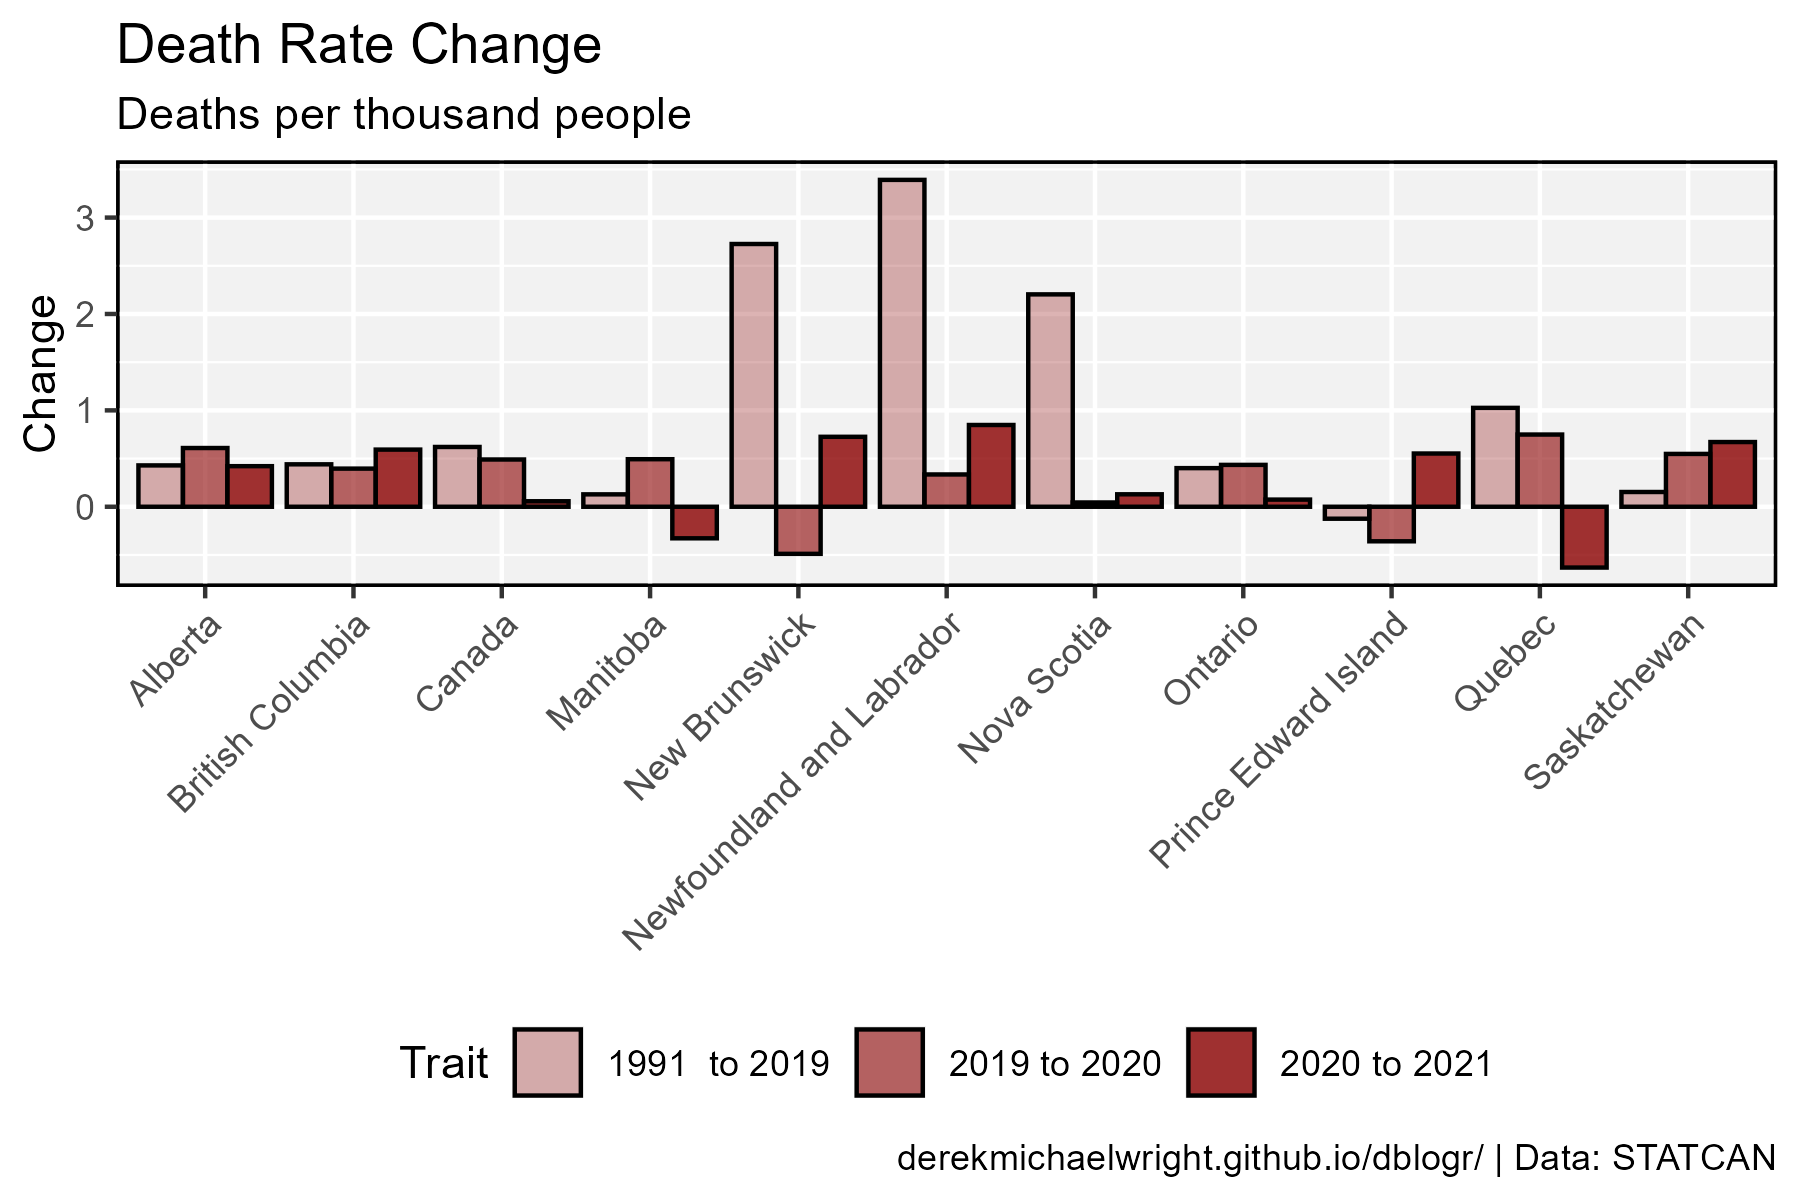 Death Rate Change
Deaths per thousand people
Change
3
2
1
0
Alberta
British Columbia
Canada
Manitoba
New Brunswick
Newfoundland and Labrador
Nova Scotia
Ontario
Prince Edward Island
Quebec
Saskatchewan
Trait
1991  to 2019
2019 to 2020
2020 to 2021
derekmichaelwright.github.io/dblogr/ | Data: STATCAN